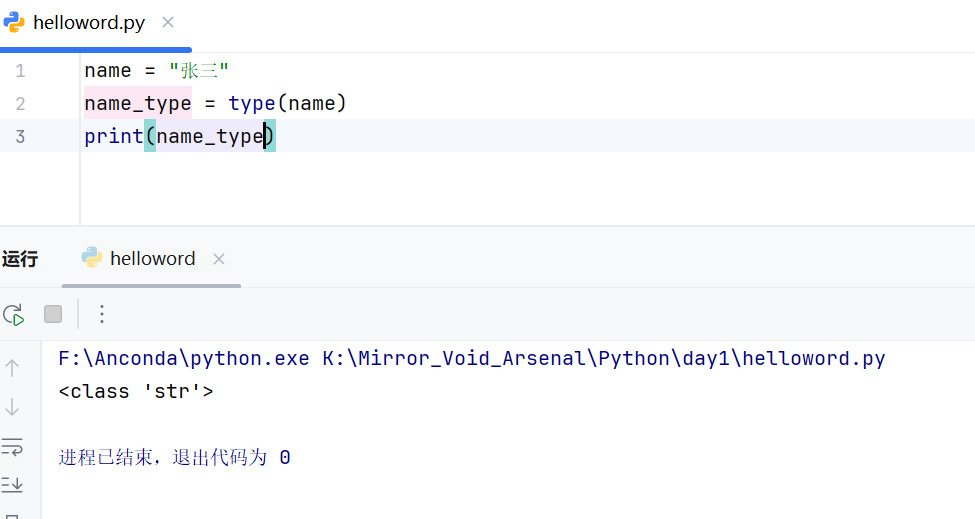 helloword.py
1 name = "张三"
2 name_type = type(name)
3 print(name_type)
运行 helloword
F:\Anconda\python.exe K:\Mirror_Void_Arsenal\Python\day1\helloword.py
<class 'str'>
进程已结束，退出代码为 0